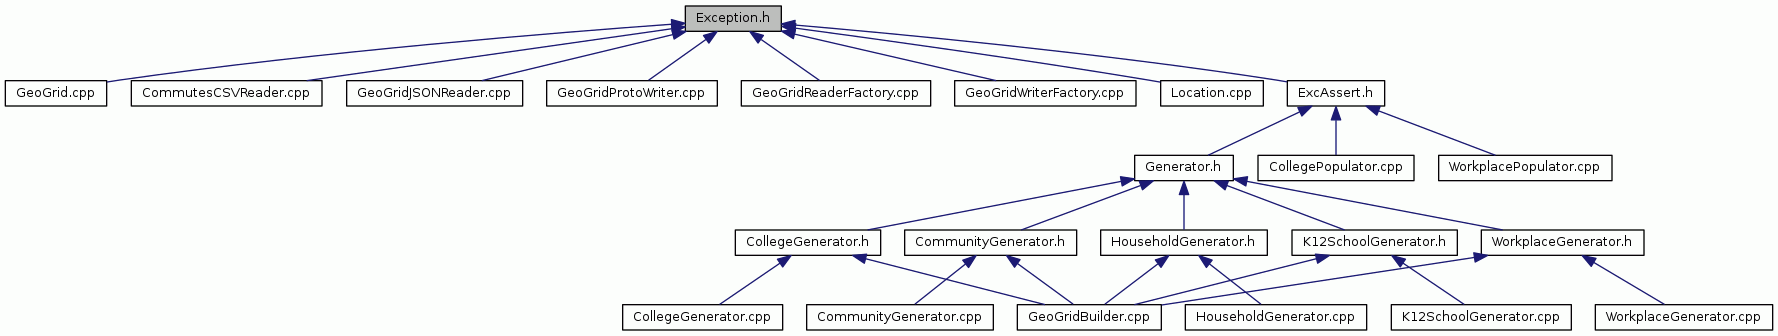 Exception.h
GeoGrid.cpp
CommutesCSVReader.cpp
GeoGridJSONReader.cpp
GeoGridProtoWriter.cpp
GeoGridReaderFactory.cpp
GeoGridWriterFactory.cpp
Location.cpp
ExcAssert.h
Generator.h
CollegePopulator.cpp
WorkplacePopulator.cpp
CollegeGenerator.h
CommunityGenerator.h
HouseholdGenerator.h
K12SchoolGenerator.h
WorkplaceGenerator.h
CollegeGenerator.cpp
CommunityGenerator.cpp
GeoGridBuilder.cpp
HouseholdGenerator.cpp
K12SchoolGenerator.cpp
WorkplaceGenerator.cpp